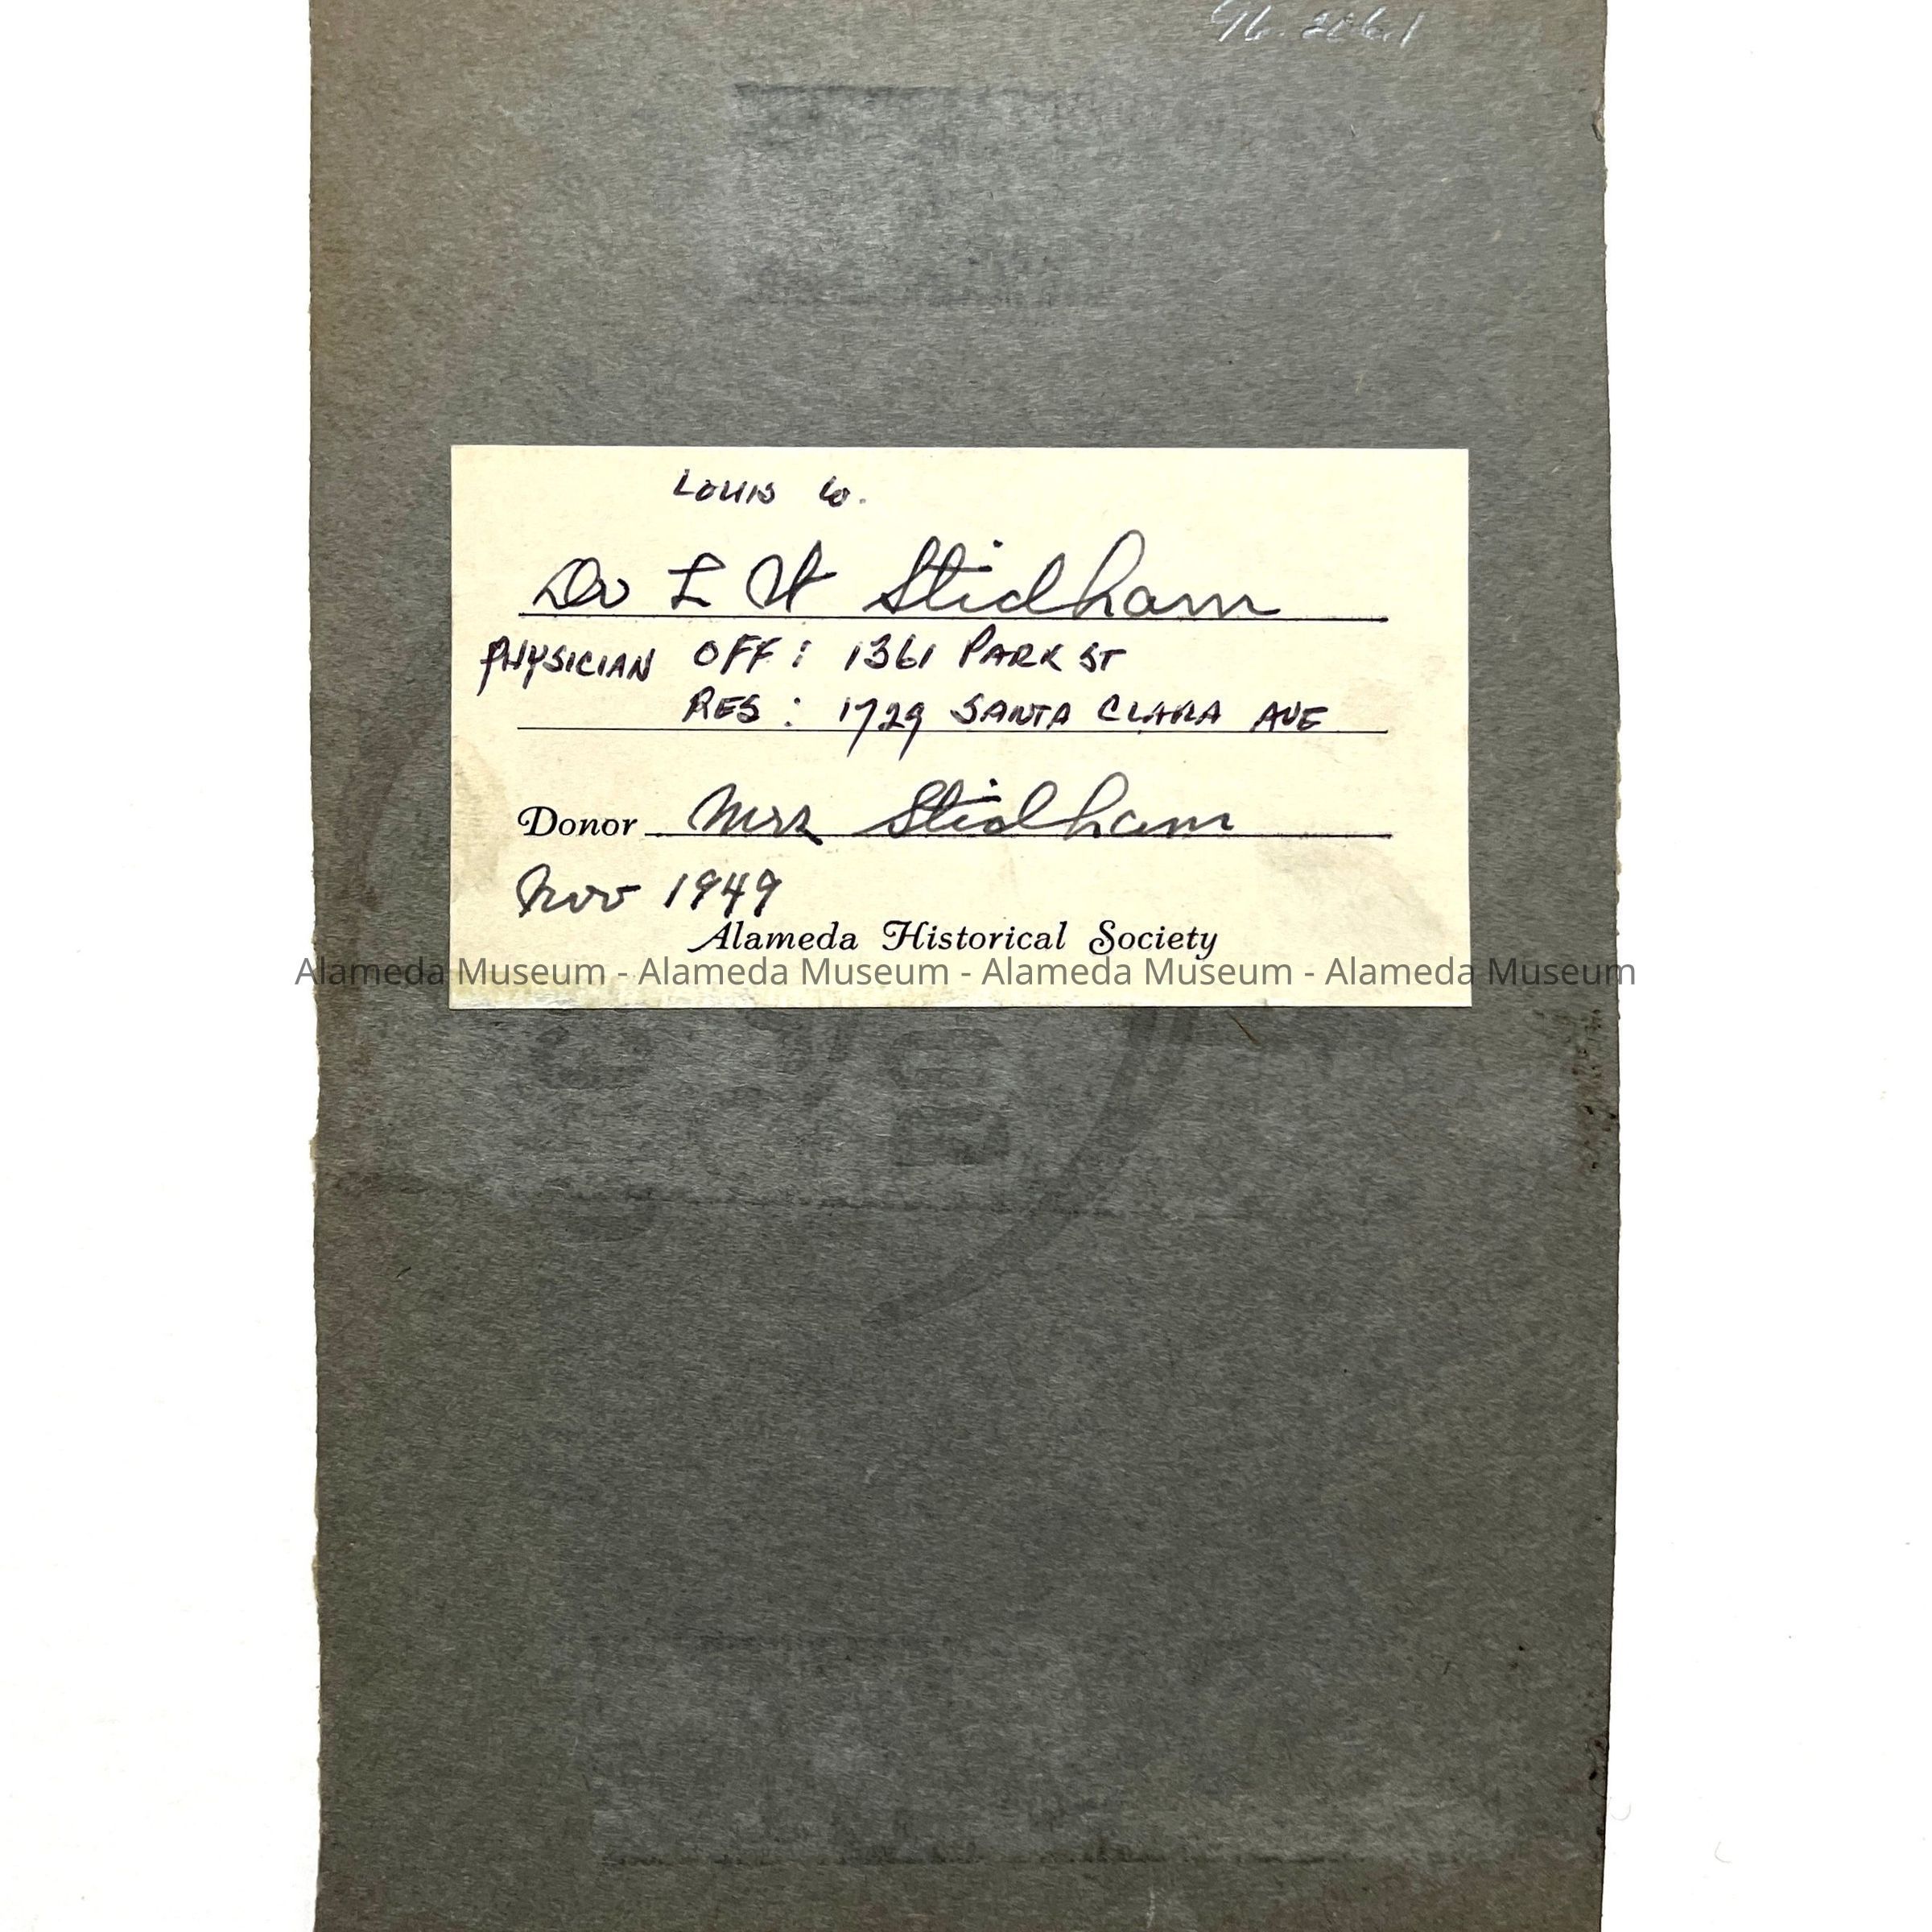 96.206.1
LOUIS W.
Dr L W Stidham
PHYSICIAN OFF: 1361 PARK ST
RES: 1729 SANTA CLARA AVE
Donor Mrs Stidham
Nov 1949
Alameda Historical Society
Alameda Museum - Alameda Museum - Alameda Museum - Alameda Museum